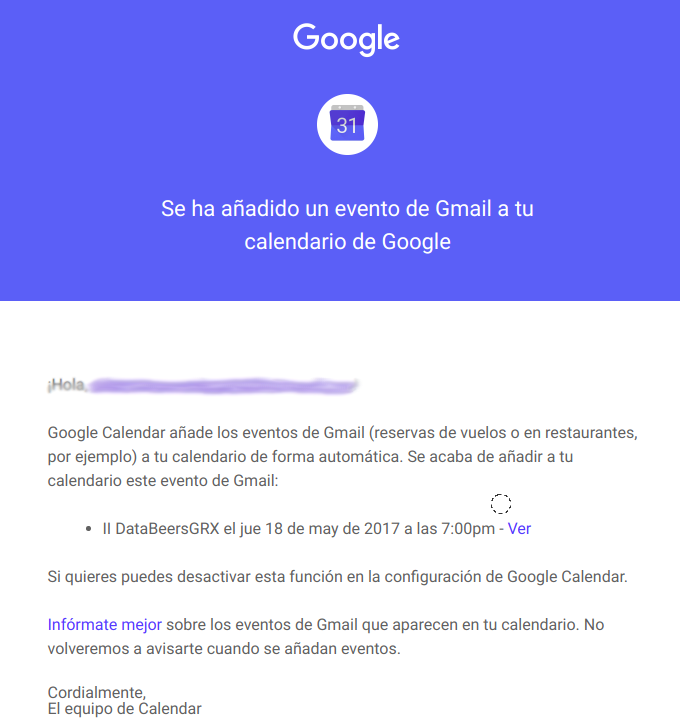 Google
31
Se ha añadido un evento de Gmail a tu
calendario de Google
¡Hola,
Google Calendar añade los eventos de Gmail (reservas de vuelos o en restaurantes,
por ejemplo) a tu calendario de forma automática. Se acaba de añadir a tu
calendario este evento de Gmail:
• II DataBeersGRX el jue 18 de may de 2017 a las 7:00pm - Ver
Si quieres puedes desactivar esta función en la configuración de Google Calendar.
Infórmate mejor sobre los eventos de Gmail que aparecen en tu calendario. No
volveremos a avisarte cuando se añadan eventos.
Cordialmente,
El equipo de Calendar